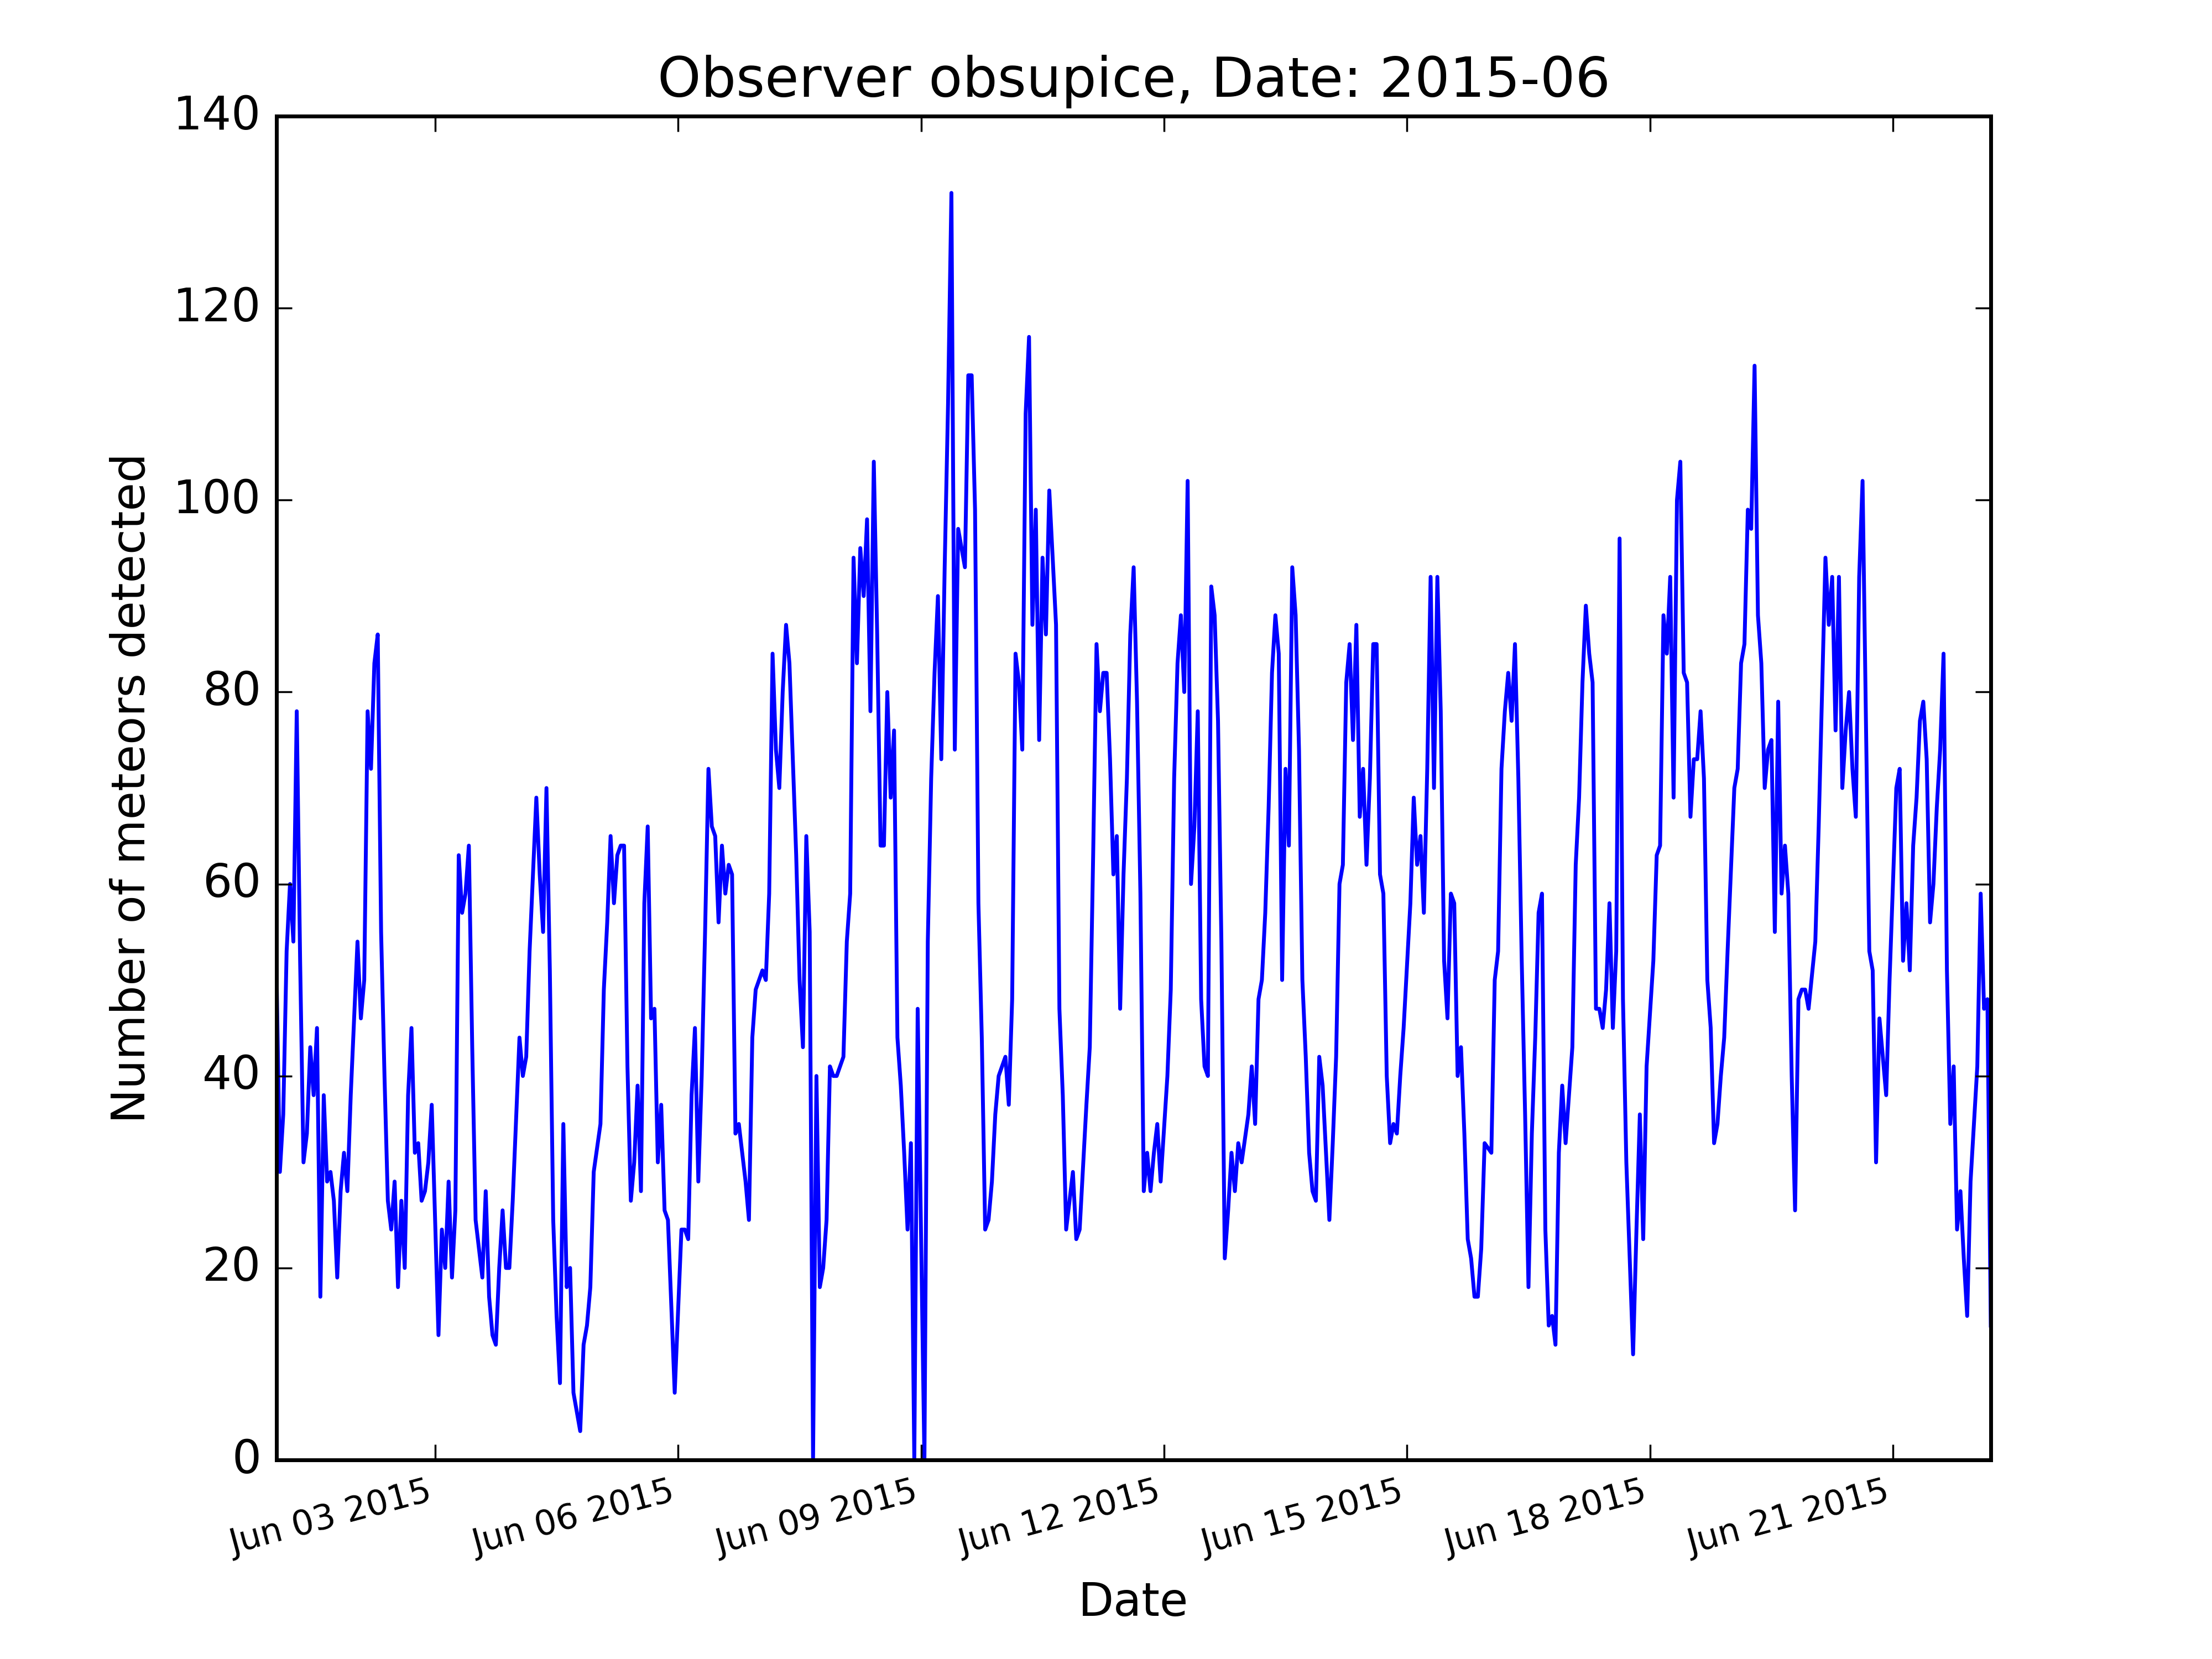 Observer obsupice, Date: 2015-06
140
120
100
80
60
40
20
0
Number of meteors detected
Jun 03 2015
Jun 06 2015
Jun 09 2015
Jun 12 2015
Jun 15 2015
Jun 18 2015
Jun 21 2015
Date